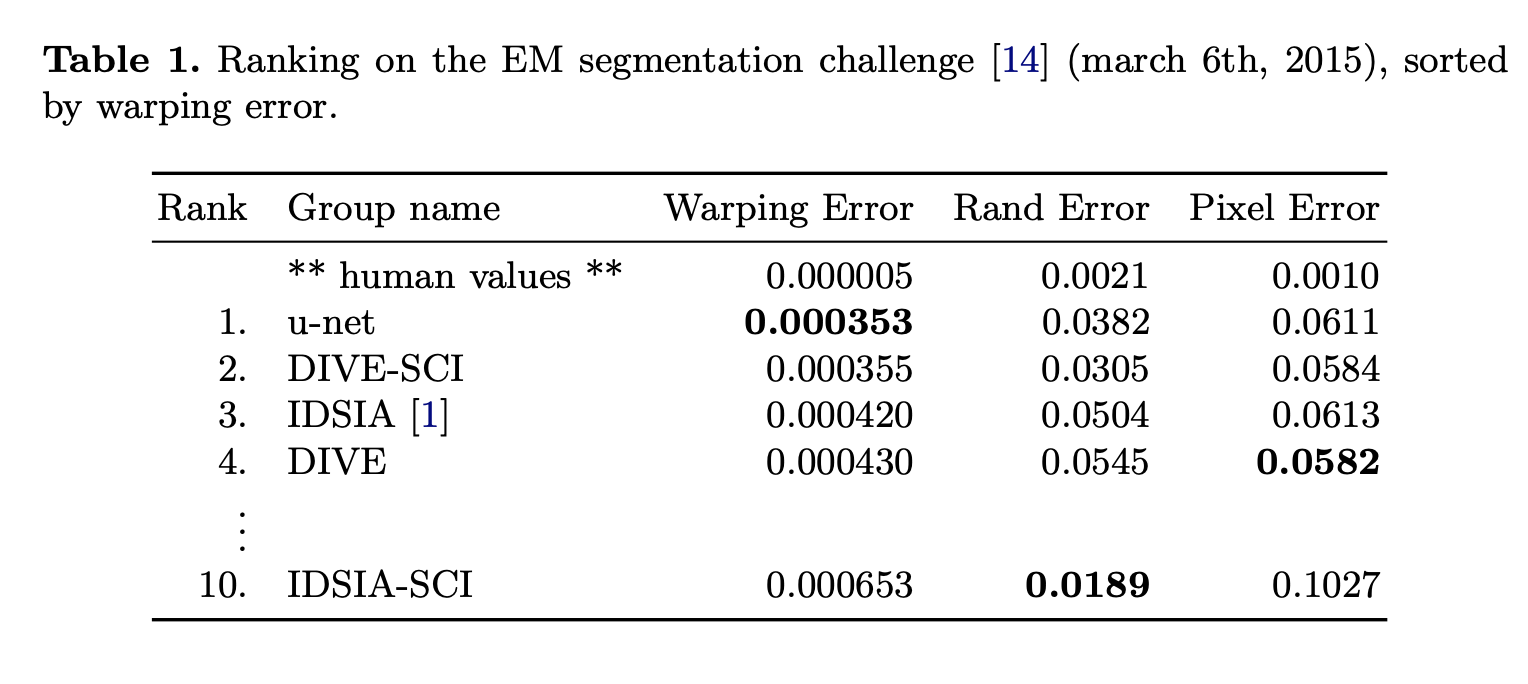 Table 1. Ranking on the EM segmentation challenge [14] (march 6th, 2015), sorted
by warping error.
Rank Group name Warping Error Rand Error Pixel Error
** human values ** 0.000005 0.0021 0.0010
1. u-net 0.000353 0.0382 0.0611
2. DIVE-SCI 0.000355 0.0305 0.0584
3. IDSIA [1] 0.000420 0.0504 0.0613
4. DIVE 0.000430 0.0545 0.0582
⋮
10. IDSIA-SCI 0.000653 0.0189 0.1027